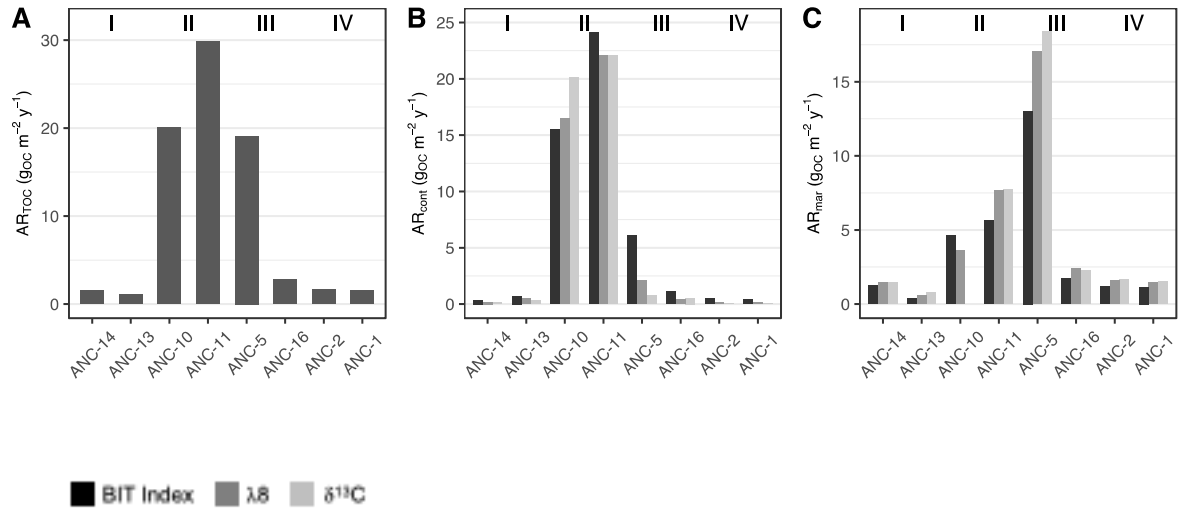 A
I II III IV
AR_TOC (g_OC m⁻² y⁻¹)
30
20
10
0
ANC-14 ANC-13 ANC-10 ANC-11 ANC-5 ANC-16 ANC-2 ANC-1
B
I II III IV
AR_cont (g_OC m⁻² y⁻¹)
25
20
15
10
5
0
ANC-14 ANC-13 ANC-10 ANC-11 ANC-5 ANC-16 ANC-2 ANC-1
C
I II III IV
AR_mar (g_OC m⁻² y⁻¹)
15
10
5
0
ANC-14 ANC-13 ANC-10 ANC-11 ANC-5 ANC-16 ANC-2 ANC-1
BIT Index λ8 δ¹³C